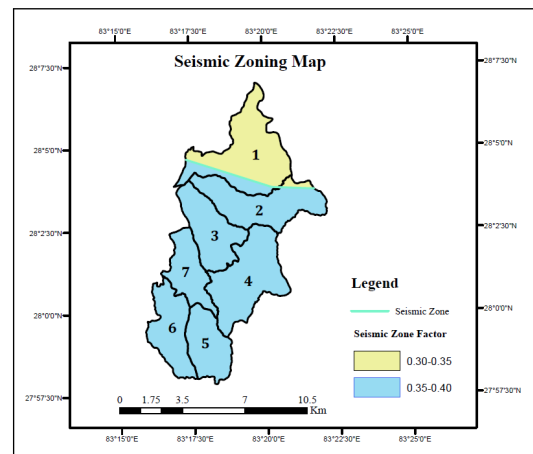 83°15'0"E 83°17'30"E 83°20'0"E 83°22'30"E 83°25'0"E
Seismic Zoning Map
28°7'30"N 28°7'30"N
28°5'0"N 28°5'0"N
1
2
28°2'30"N 28°2'30"N
3
7
4
Legend
Seismic Zone
28°0'0"N 28°0'0"N
6
5
Seismic Zone Factor
0.30-0.35
0.35-0.40
27°57'30"N 27°57'30"N
0 1.75 3.5 7 10.5
Km
83°15'0"E 83°17'30"E 83°20'0"E 83°22'30"E 83°25'0"E